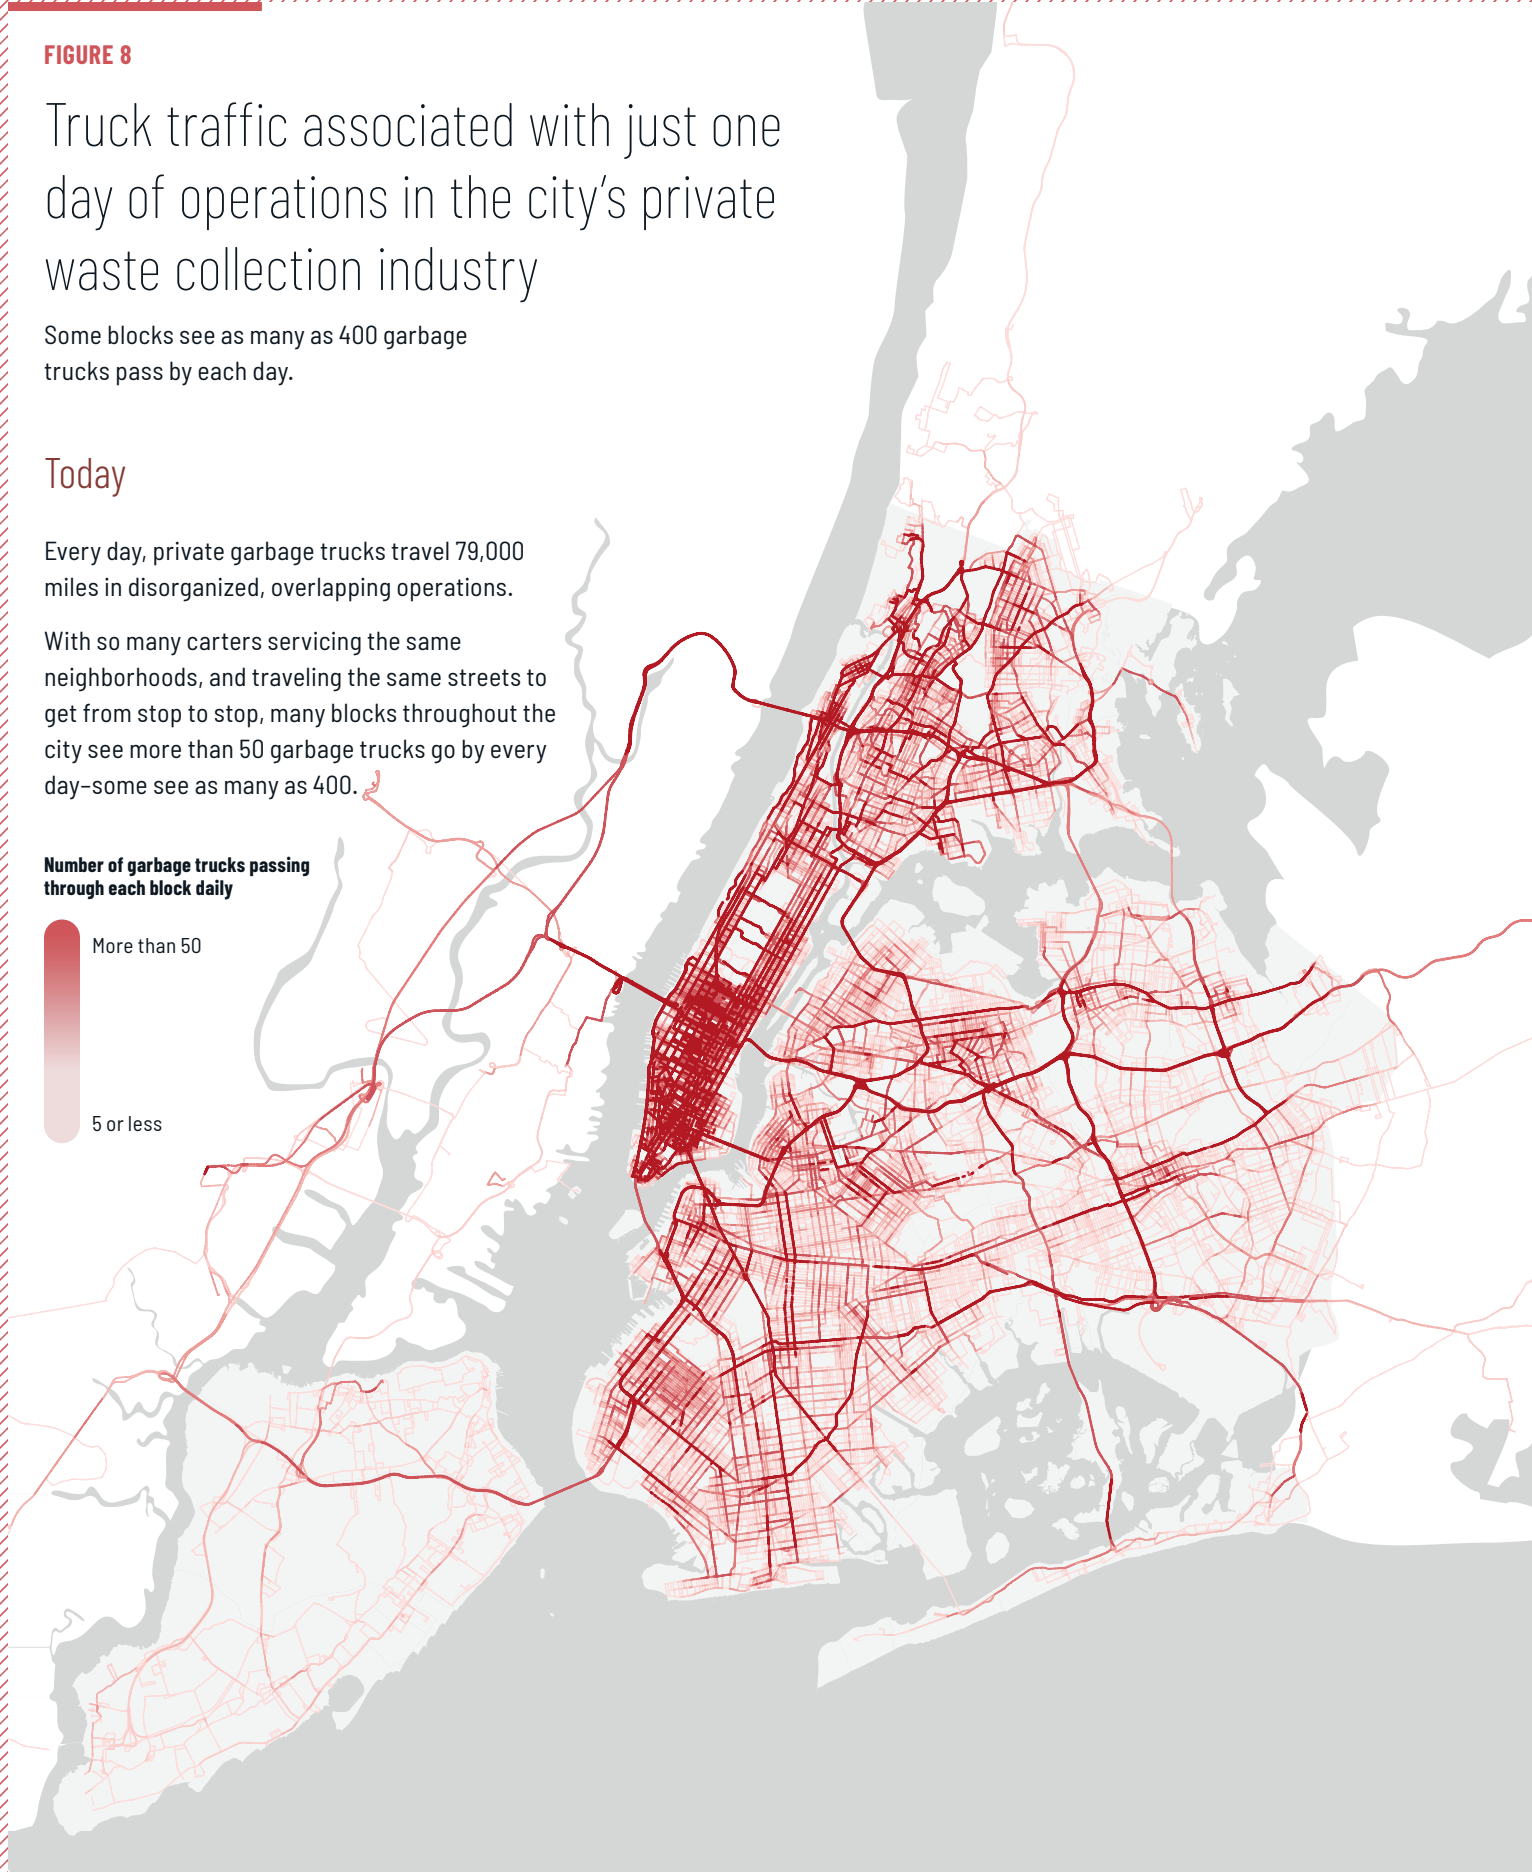 FIGURE 8
Truck traffic associated with just one
day of operations in the city’s private
waste collection industry
Some blocks see as many as 400 garbage
trucks pass by each day.
Today
Every day, private garbage trucks travel 79,000
miles in disorganized, overlapping operations.
With so many carters servicing the same
neighborhoods, and traveling the same streets to
get from stop to stop, many blocks throughout the
city see more than 50 garbage trucks go by every
day–some see as many as 400.
Number of garbage trucks passing
through each block daily
More than 50
5 or less